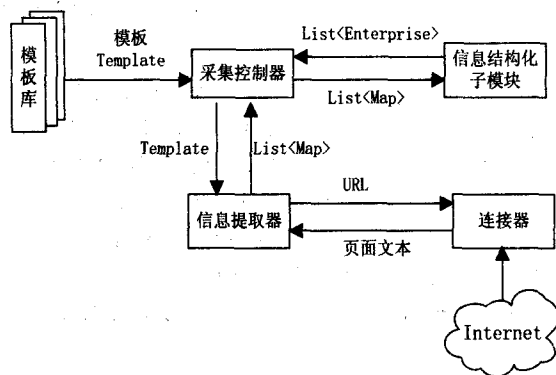 模板库
模板
Template
采集控制器
List<Enterprise>
List<Map>
信息结构化
子模块
Template
List<Map>
信息提取器
URL
页面文本
连接器
Internet